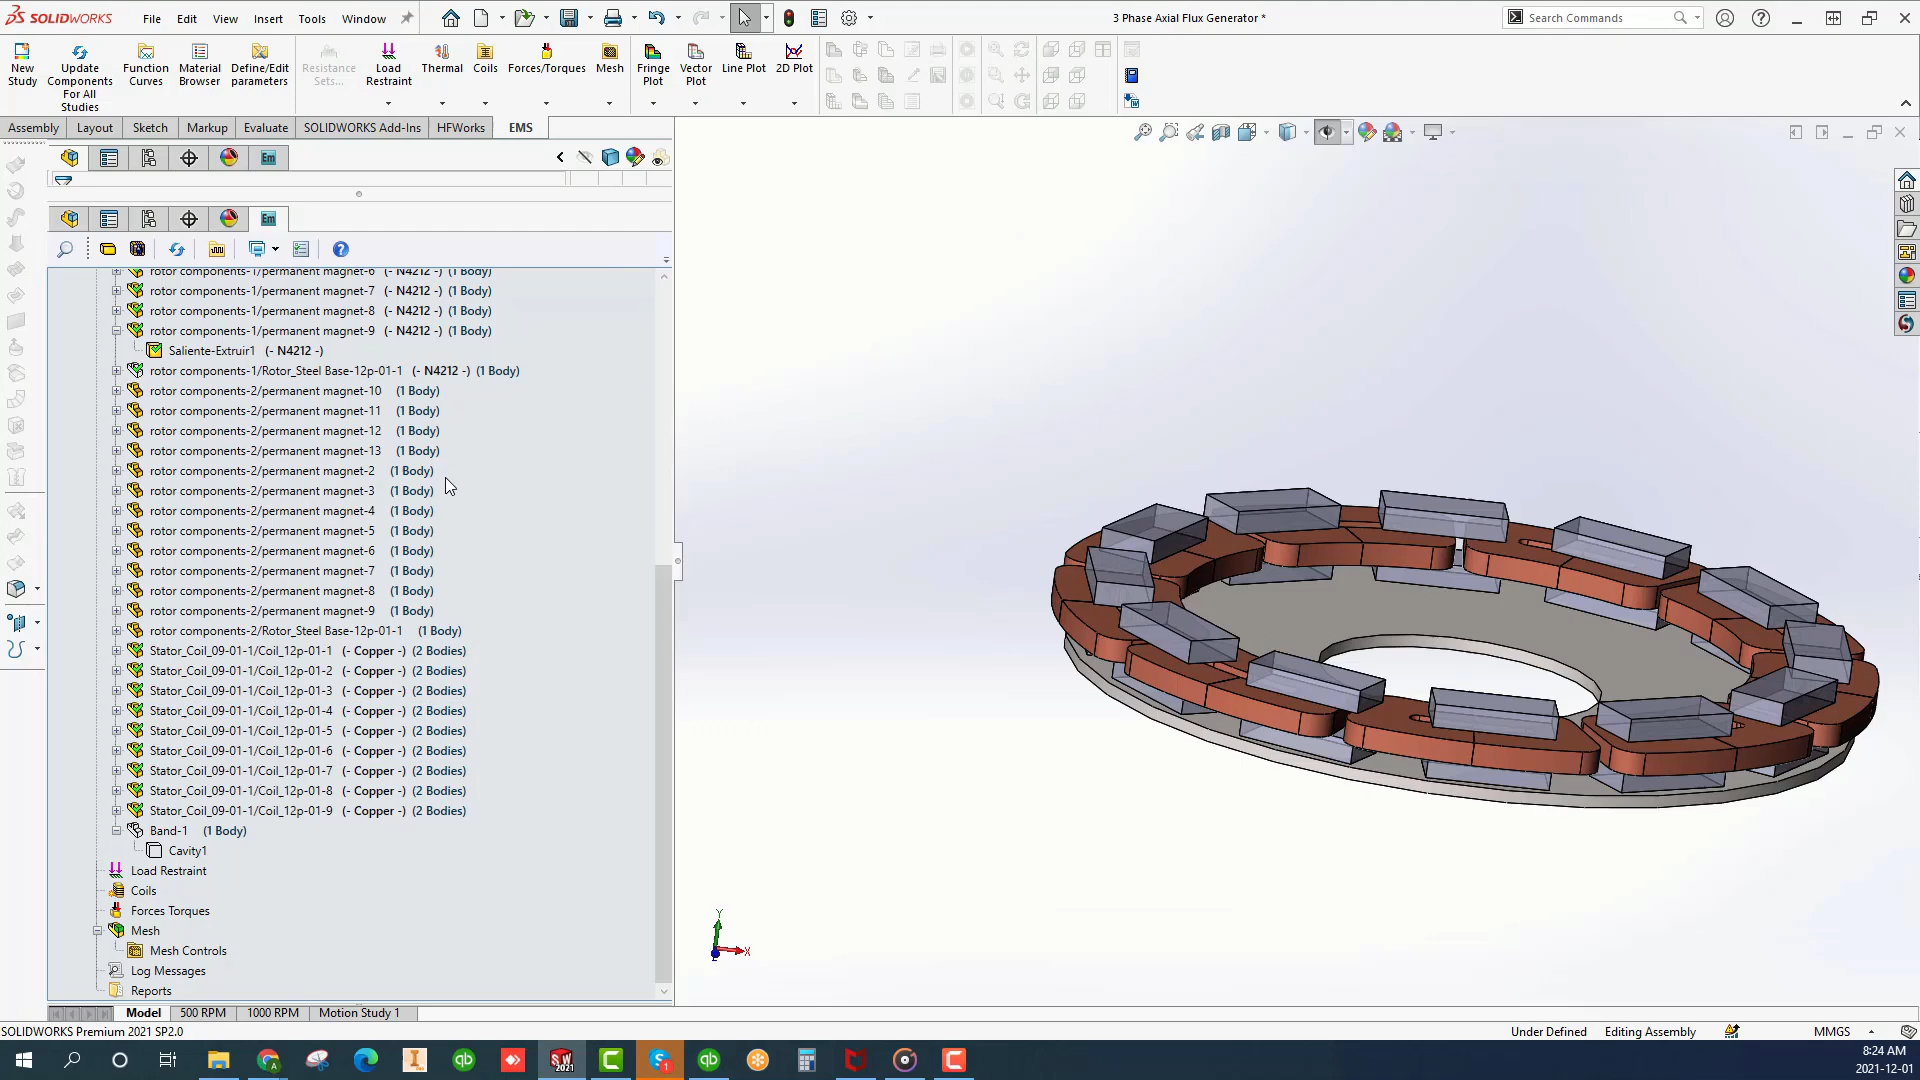 SOLIDWORKS File Edit View Insert Tools Window
3 Phase Axial Flux Generator *
Search Commands
New Study
Update Components For All Studies
Function Curves
Material Browser
Define/Edit parameters
Resistance Sets...
Load Restraint
Thermal
Coils
Forces/Torques
Mesh
Fringe Plot
Vector Plot
Line Plot
2D Plot
Assembly Layout Sketch Markup Evaluate SOLIDWORKS Add-Ins HFWorks EMS
Em
Em
rotor components-1/permanent magnet-6 (- N4212 -) (1 Body)
rotor components-1/permanent magnet-7 (- N4212 -) (1 Body)
rotor components-1/permanent magnet-8 (- N4212 -) (1 Body)
rotor components-1/permanent magnet-9 (- N4212 -) (1 Body)
Saliente-Extruir1 (- N4212 -)
rotor components-1/Rotor_Steel Base-12p-01-1 (- N4212 -) (1 Body)
rotor components-2/permanent magnet-10 (1 Body)
rotor components-2/permanent magnet-11 (1 Body)
rotor components-2/permanent magnet-12 (1 Body)
rotor components-2/permanent magnet-13 (1 Body)
rotor components-2/permanent magnet-2 (1 Body)
rotor components-2/permanent magnet-3 (1 Body)
rotor components-2/permanent magnet-4 (1 Body)
rotor components-2/permanent magnet-5 (1 Body)
rotor components-2/permanent magnet-6 (1 Body)
rotor components-2/permanent magnet-7 (1 Body)
rotor components-2/permanent magnet-8 (1 Body)
rotor components-2/permanent magnet-9 (1 Body)
rotor components-2/Rotor_Steel Base-12p-01-1 (1 Body)
Stator_Coil_09-01-1/Coil_12p-01-1 (- Copper -) (2 Bodies)
Stator_Coil_09-01-1/Coil_12p-01-2 (- Copper -) (2 Bodies)
Stator_Coil_09-01-1/Coil_12p-01-3 (- Copper -) (2 Bodies)
Stator_Coil_09-01-1/Coil_12p-01-4 (- Copper -) (2 Bodies)
Stator_Coil_09-01-1/Coil_12p-01-5 (- Copper -) (2 Bodies)
Stator_Coil_09-01-1/Coil_12p-01-6 (- Copper -) (2 Bodies)
Stator_Coil_09-01-1/Coil_12p-01-7 (- Copper -) (2 Bodies)
Stator_Coil_09-01-1/Coil_12p-01-8 (- Copper -) (2 Bodies)
Stator_Coil_09-01-1/Coil_12p-01-9 (- Copper -) (2 Bodies)
Band-1 (1 Body)
Cavity1
Load Restraint
Coils
Forces Torques
Mesh
Mesh Controls
Log Messages
Reports
Y
X
Z
Model 500 RPM 1000 RPM Motion Study 1
SOLIDWORKS Premium 2021 SP2.0
Under Defined Editing Assembly MMGS
8:24 AM
2021-12-01